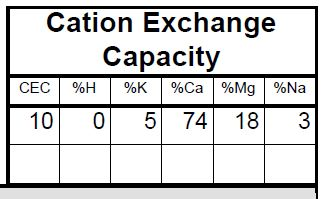 Cation Exchange
Capacity
CEC %H %K %Ca %Mg %Na
10 0 5 74 18 3